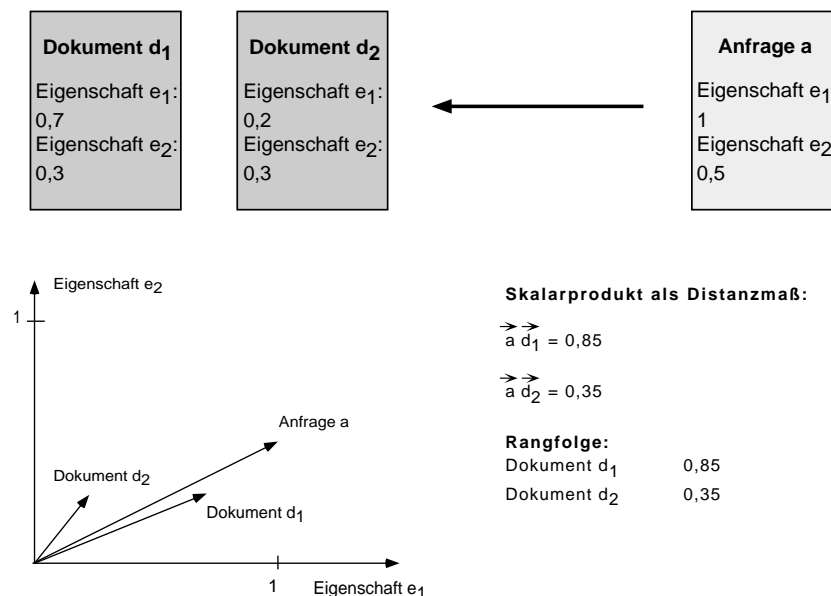 Dokument d1
Eigenschaft e1:
0,7
Eigenschaft e2:
0,3
Dokument d2
Eigenschaft e1:
0,2
Eigenschaft e2:
0,3
Anfrage a
Eigenschaft e1
1
Eigenschaft e2
0,5
Eigenschaft e2
1
Anfrage a
Dokument d2
Dokument d1
1
Eigenschaft e1
Skalarprodukt als Distanzmaß:
a d1 = 0,85
a d2 = 0,35
Rangfolge:
Dokument d1 0,85
Dokument d2 0,35